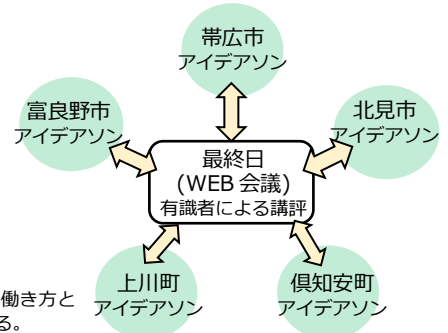 帯広市
アイデアソン
富良野市
アイデアソン
北見市
アイデアソン
最終日
(WEB 会議)
有識者による講評
上川町
アイデアソン
倶知安町
アイデアソン
働き方と
る。